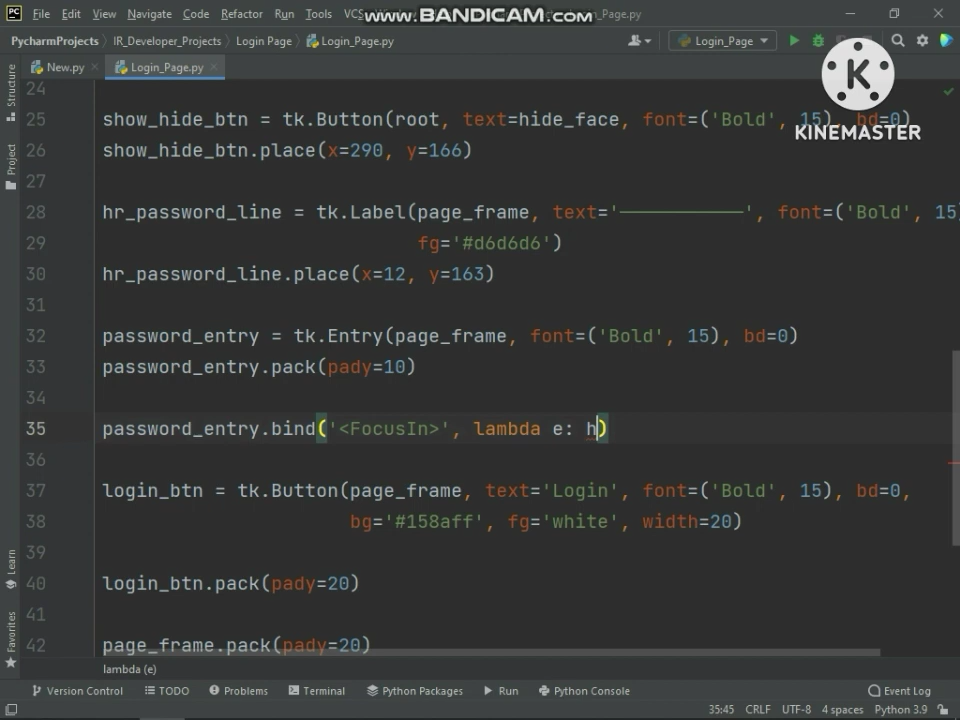 PC File Edit View Navigate Code Refactor Run Tools VCS www.BANDICAM.com Login_Page.py
PycharmProjects IR_Developer_Projects Login Page Login_Page.py Login_Page
New.py Login_Page.py
K
KINEMASTER
24
25 show_hide_btn = tk.Button(root, text=hide_face, font=('Bold', 15), bd=0)
26 show_hide_btn.place(x=290, y=166)
27
28 hr_password_line = tk.Label(page_frame, text='———————————', font=('Bold', 15)
29 fg='#d6d6d6')
30 hr_password_line.place(x=12, y=163)
31
32 password_entry = tk.Entry(page_frame, font=('Bold', 15), bd=0)
33 password_entry.pack(pady=10)
34
35 password_entry.bind('<FocusIn>', lambda e: h)
36
37 login_btn = tk.Button(page_frame, text='Login', font=('Bold', 15), bd=0,
38 bg='#158aff', fg='white', width=20)
39
40 login_btn.pack(pady=20)
41
42 page_frame.pack(pady=20)
lambda (e)
Structure
Project
Learn
Favorites
Version Control TODO Problems Terminal Python Packages Run Python Console Event Log
35:45 CRLF UTF-8 4 spaces Python 3.9